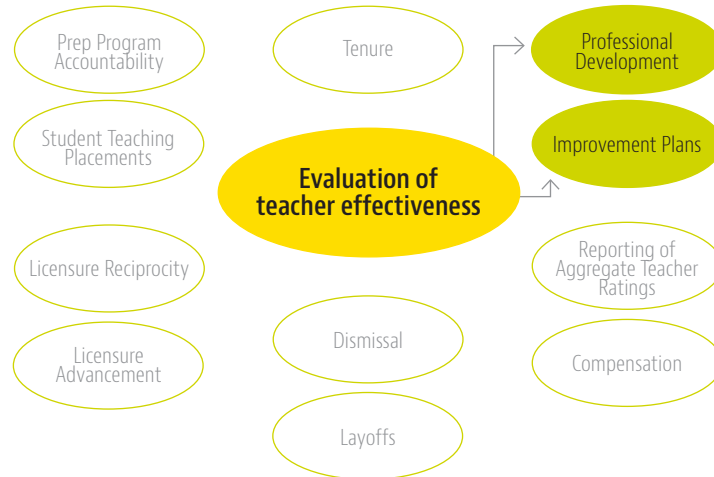 Prep Program
Accountability
Tenure
Professional
Development
Student Teaching
Placements
Improvement Plans
Evaluation of
teacher effectiveness
Licensure Reciprocity
Reporting of
Aggregate Teacher
Ratings
Licensure
Advancement
Dismissal
Compensation
Layoffs